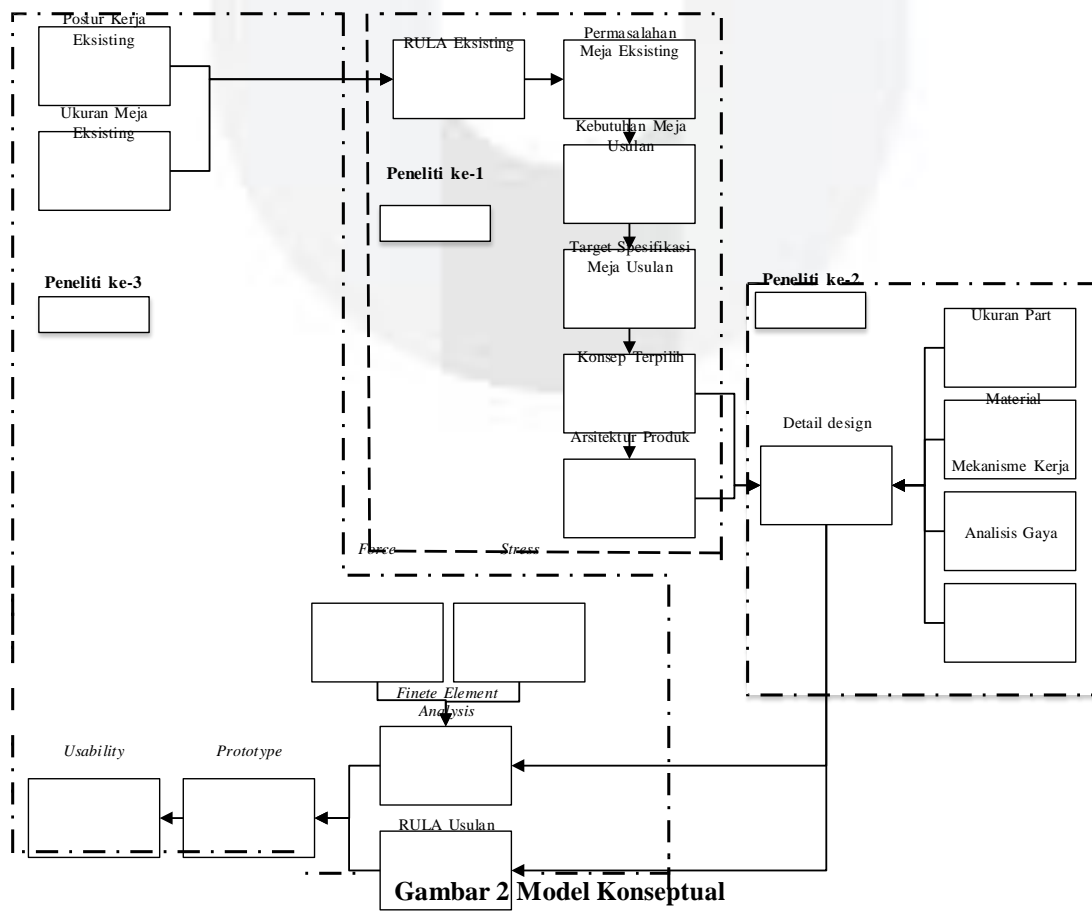 Postur Kerja
Eksisting
Ukuran Meja
Eksisting
RULA Eksisting
Permasalahan
Meja Eksisting
Kebutuhan Meja
Usulan
Peneliti ke-1
Target Spesifikasi
Meja Usulan
Peneliti ke-3
Peneliti ke-2
Ukuran Part
Konsep Terpilih
Material
Detail design
Arsitektur Produk
Mekanisme Kerja
Analisis Gaya
Force
Stress
Finete Element
Analysis
Usability
Prototype
RULA Usulan
Gambar 2 Model Konseptual